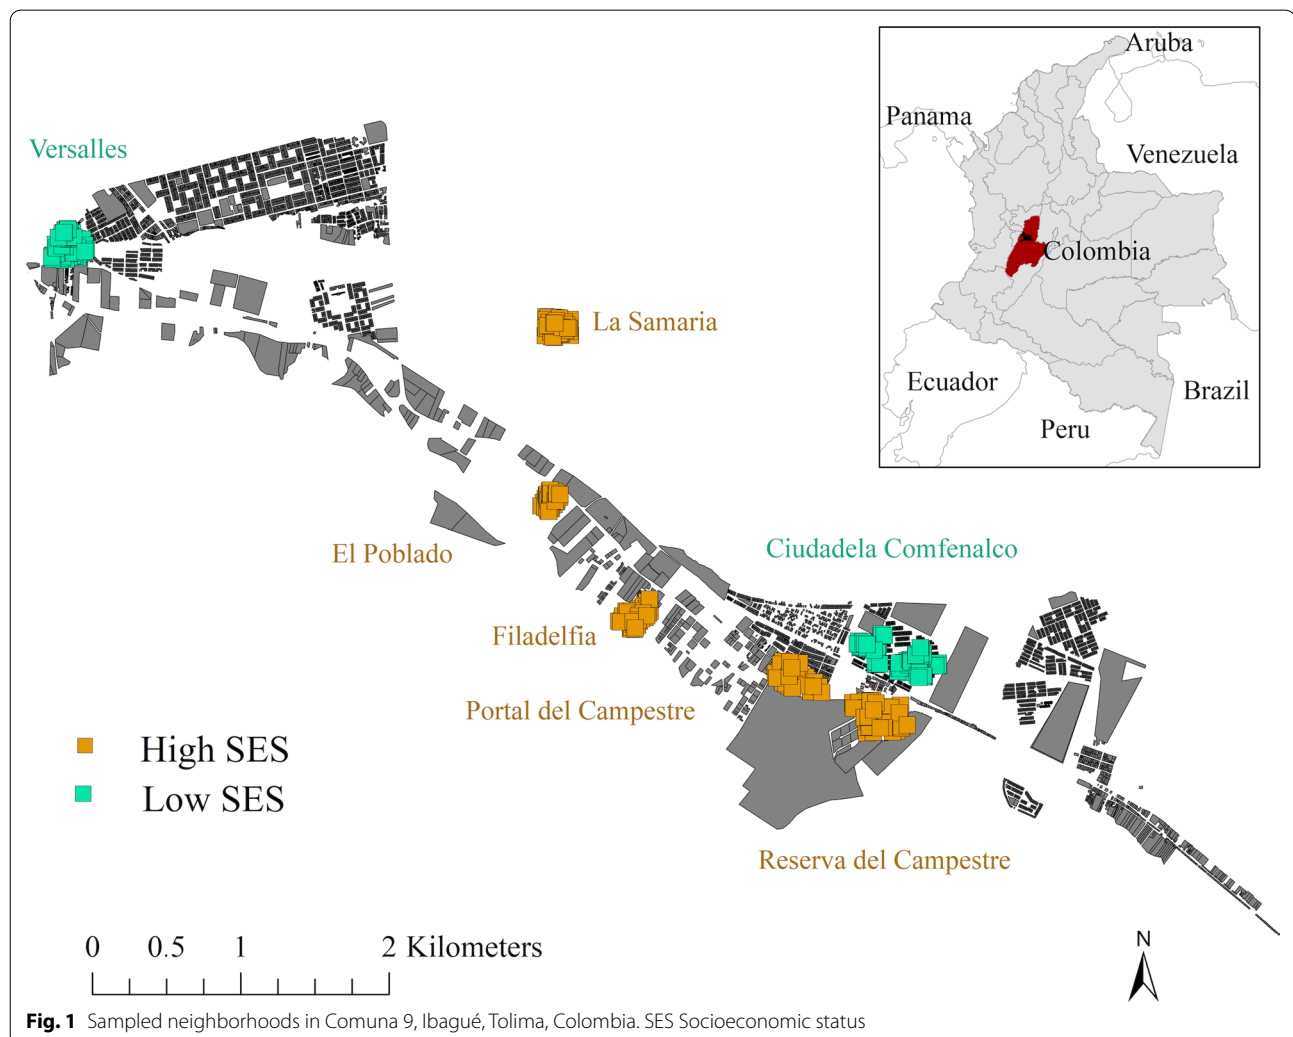 Aruba
Panama
Venezuela
Colombia
Ecuador
Brazil
Peru
Versalles
La Samaria
El Poblado
Ciudadela Comfenalco
Filadelfia
Portal del Campestre
High SES
Low SES
Reserva del Campestre
0 0.5 1 2 Kilometers
N
Fig. 1 Sampled neighborhoods in Comuna 9, Ibagué, Tolima, Colombia. SES Socioeconomic status